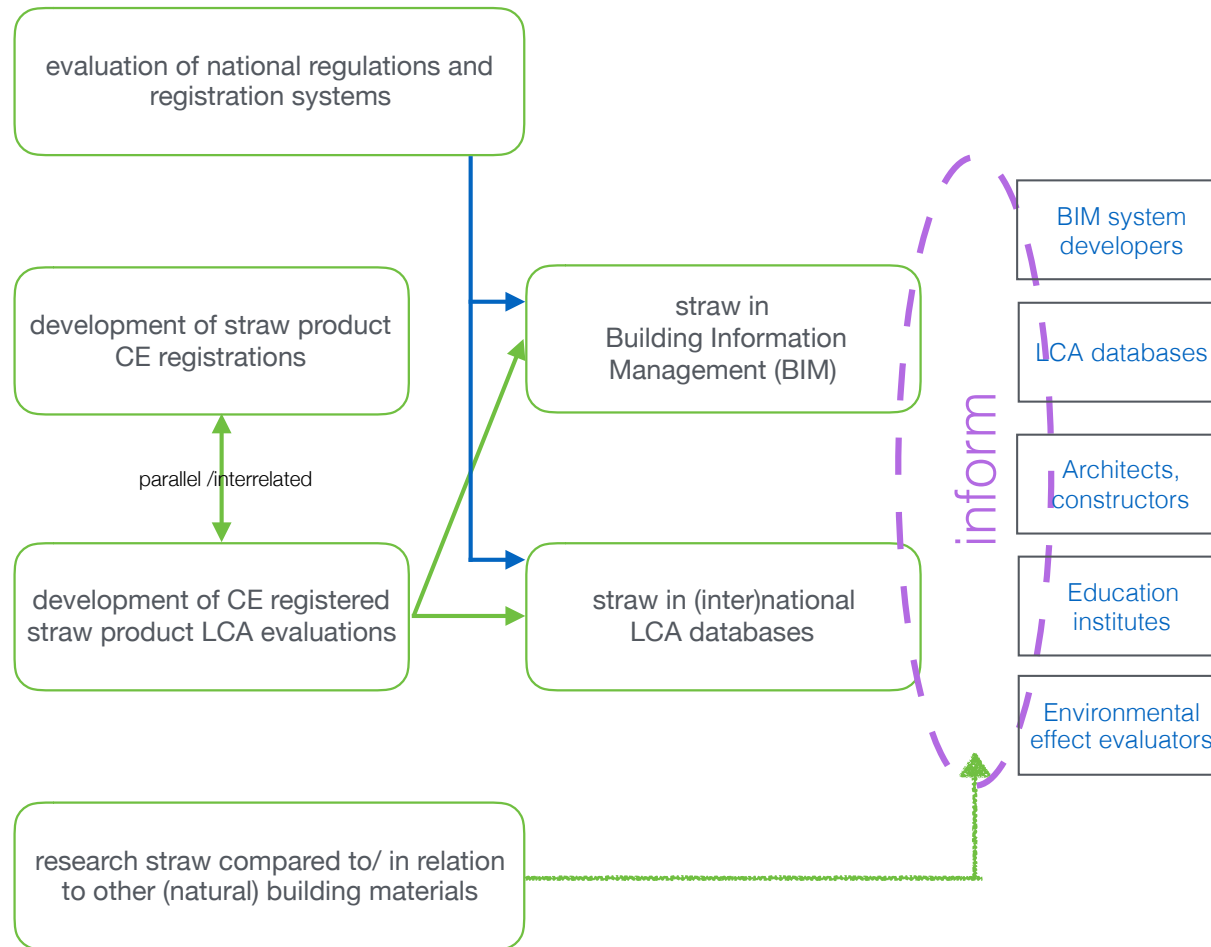 evaluation of national regulations and
registration systems
development of straw product
CE registrations
parallel /interrelated
development of CE registered
straw product LCA evaluations
research straw compared to/ in relation
to other (natural) building materials
straw in
Building Information
Management (BIM)
straw in (inter)national
LCA databases
inform
BIM system
developers
LCA databases
Architects,
constructors
Education
institutes
Environmental
effect evaluators